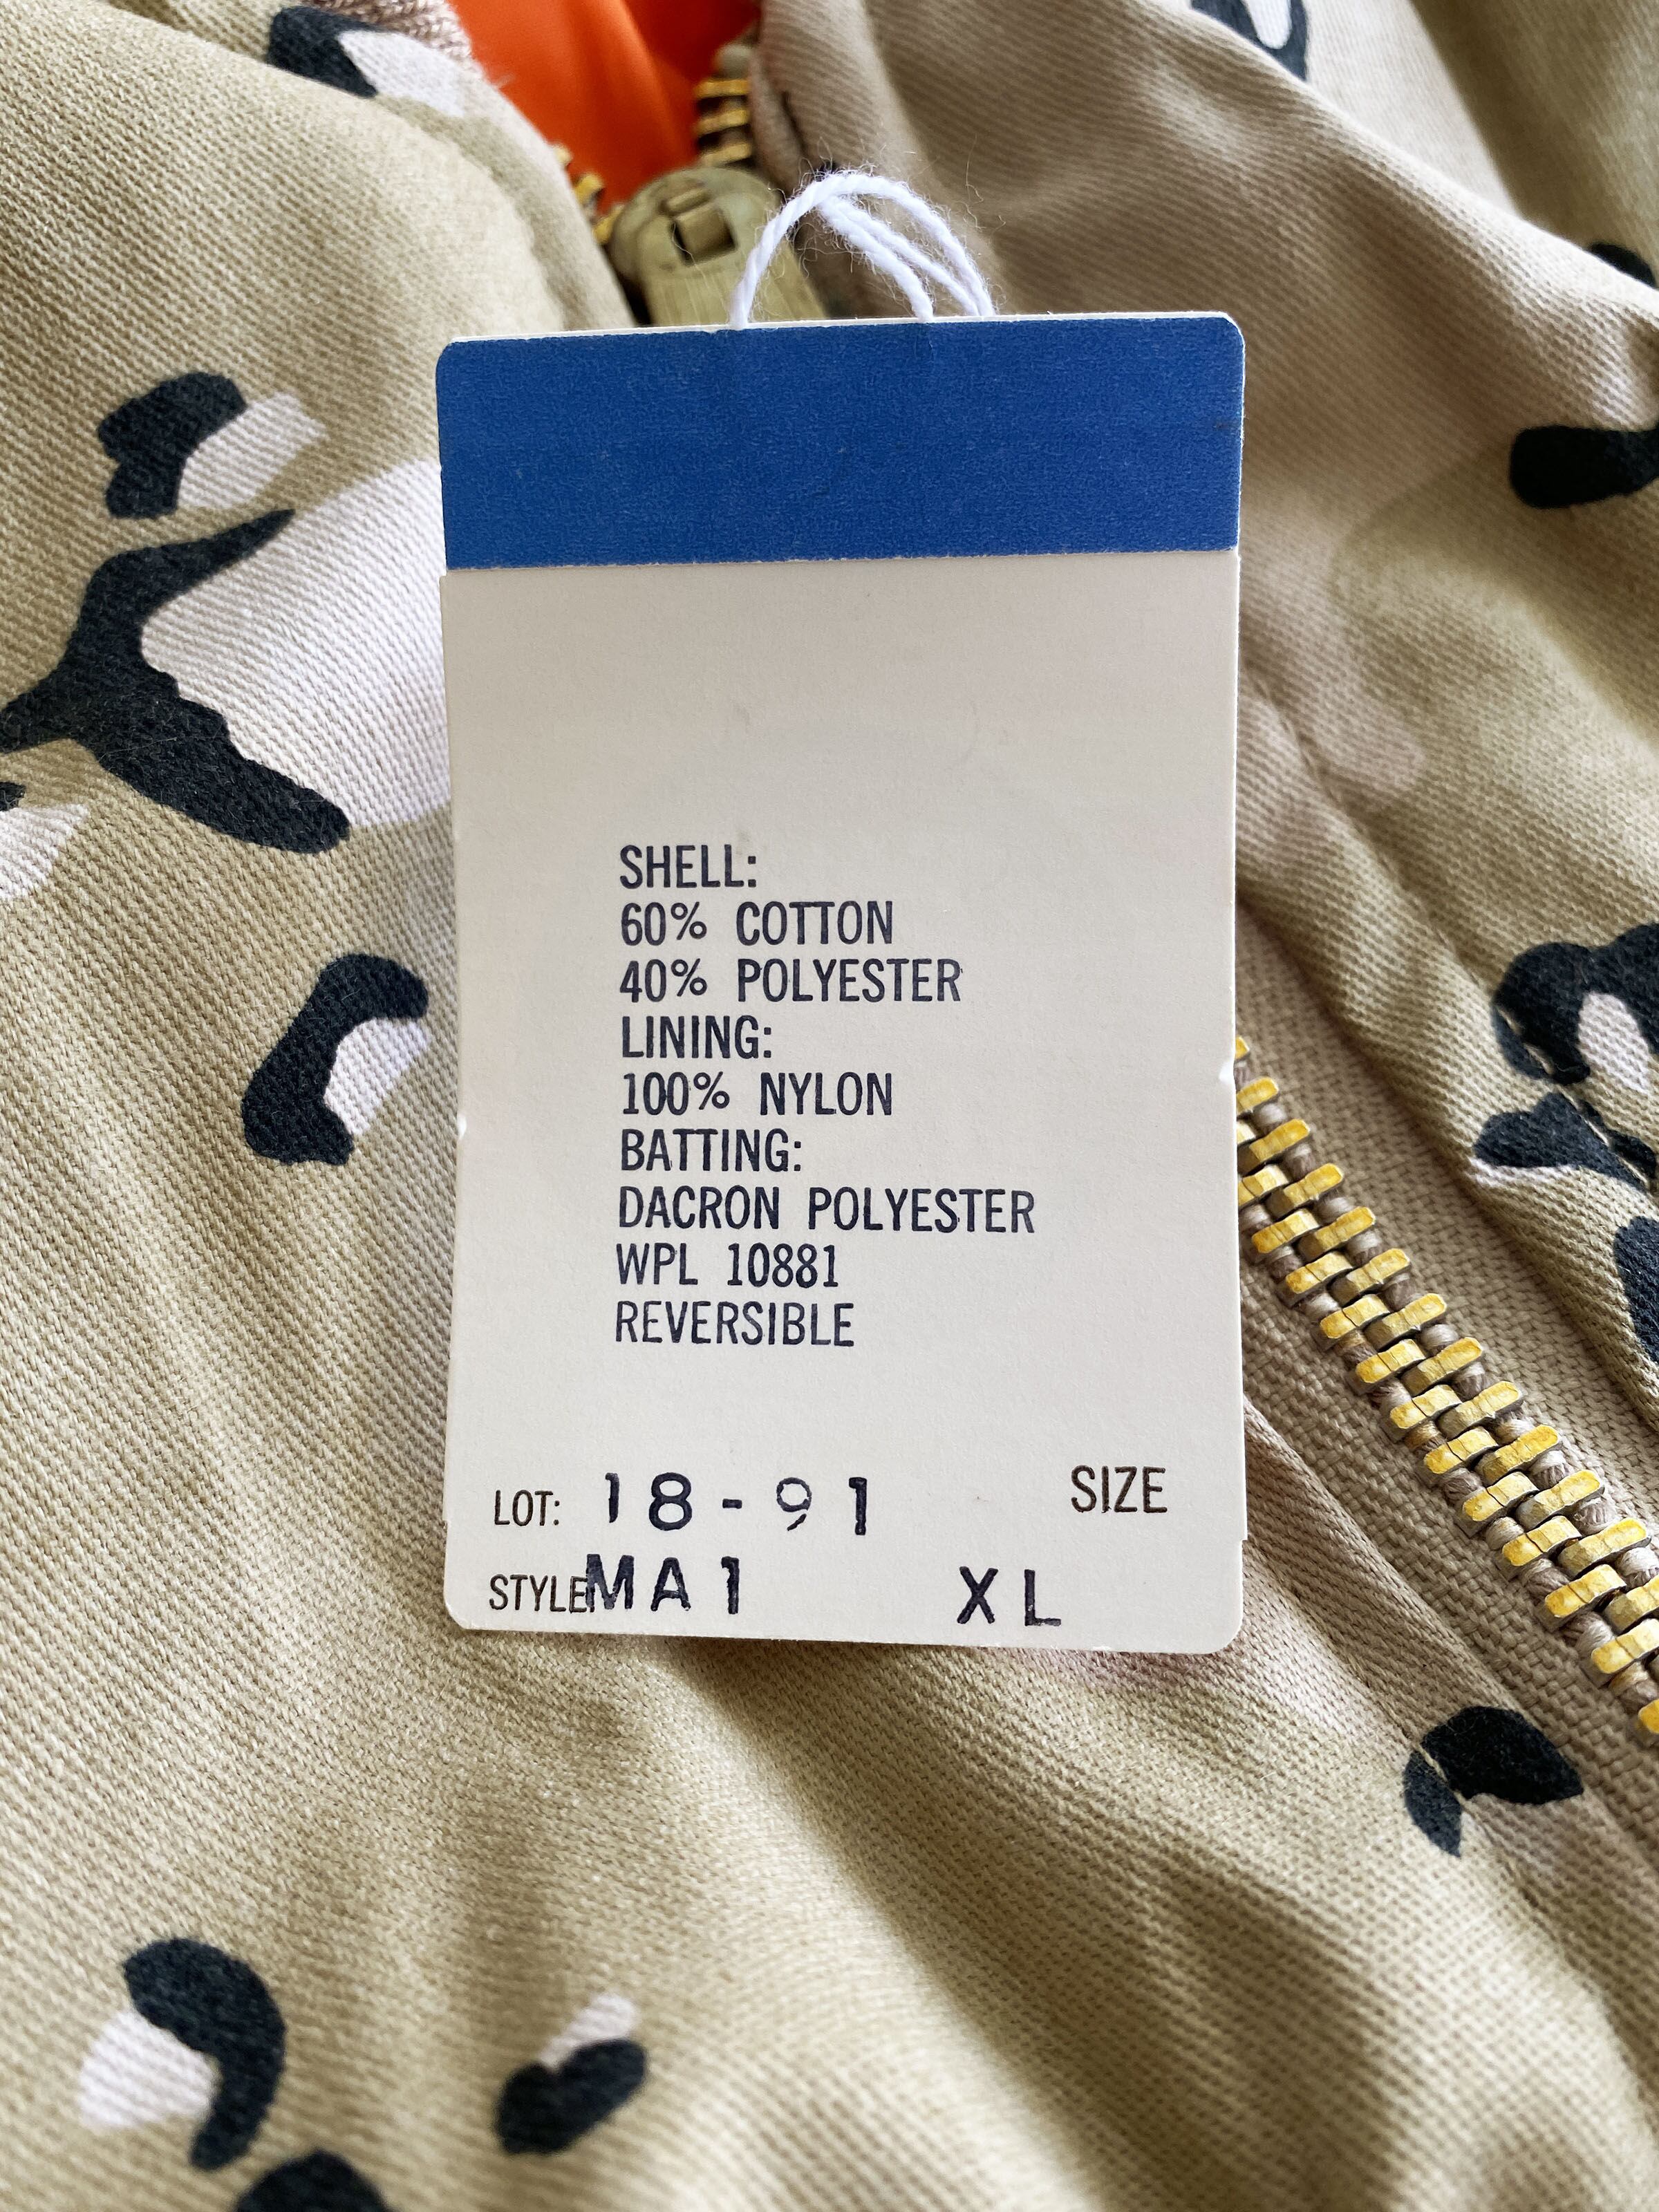 SHELL:
60% COTTON
40% POLYESTER
LINING:
100% NYLON
BATTING:
DACRON POLYESTER
WPL 10881
REVERSIBLE
LOT: 18-91 SIZE
STYLE MA1 XL